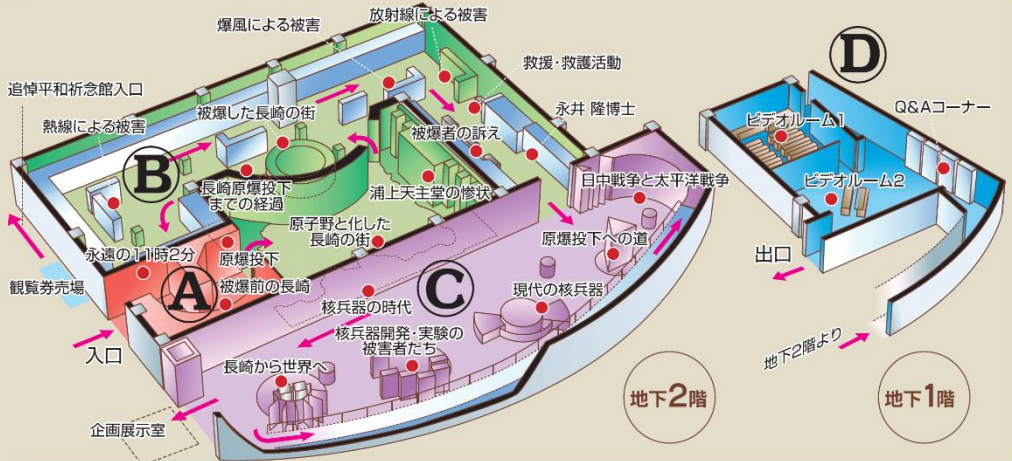 爆風による被害
放射線による被害
D
追悼平和祈念館入口
救援・救護活動
熱線による被害
被爆した長崎の街
永井 隆博士
Q&Aコーナー
ビデオルーム1
被爆者の訴え
B
ビデオルーム2
長崎原爆投下
までの経過
浦上天主堂の惨状
日中戦争と太平洋戦争
原子野と化した
長崎の街
原爆投下への道
永遠の11時2分
原爆投下
出口
観覧券売場
A
被爆前の長崎
C
核兵器の時代
現代の核兵器
入口
核兵器開発・実験の
被害者たち
地下2階より
長崎から世界へ
地下2階
地下1階
企画展示室